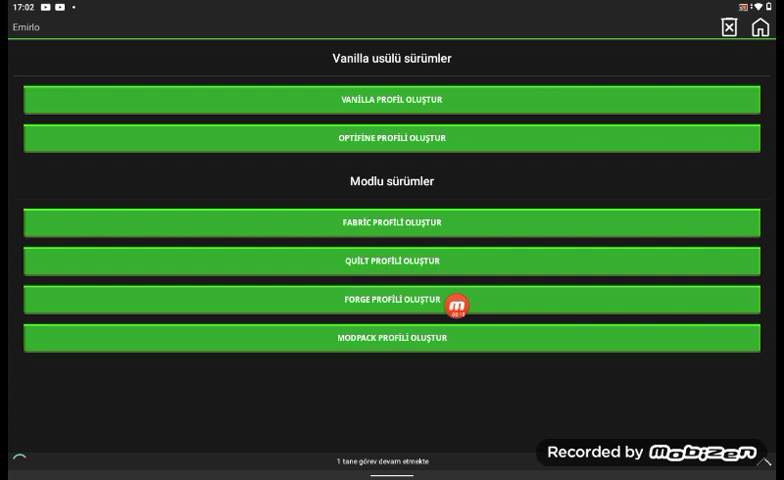 17:02
Emirlo
Vanilla usülü sürümler
VANİLLA PROFİL OLUŞTUR
OPTİFİNE PROFİLİ OLUŞTUR
Modlu sürümler
FABRİC PROFİLİ OLUŞTUR
QUİLT PROFİLİ OLUŞTUR
FORGE PROFİLİ OLUŞTUR
MODPACK PROFİLİ OLUŞTUR
1 tane görev devam etmekte
Recorded by mobizen